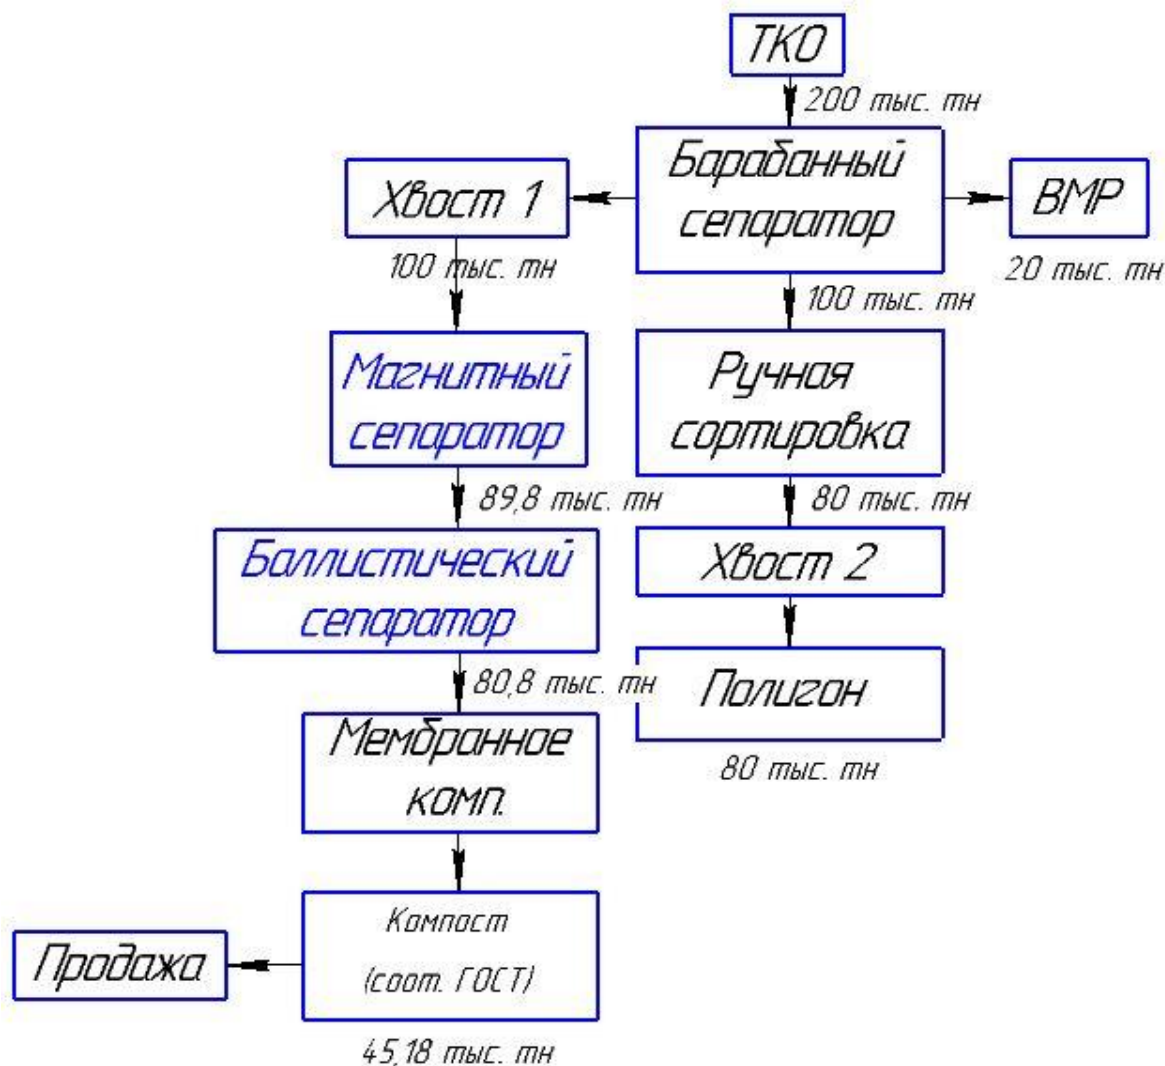 ТКО
200 тыс. тн
Барабанный
сепаратор
Хвост 1
ВМР
100 тыс. тн
20 тыс. тн
100 тыс. тн
Магнитный
сепаратор
Ручная
сортировка
89,8 тыс. тн
80 тыс. тн
Баллистический
сепаратор
Хвост 2
80,8 тыс. тн
Полигон
Мембранное
комп.
80 тыс. тн
Компост
(соот. ГОСТ)
Продажа
45,18 тыс. тн